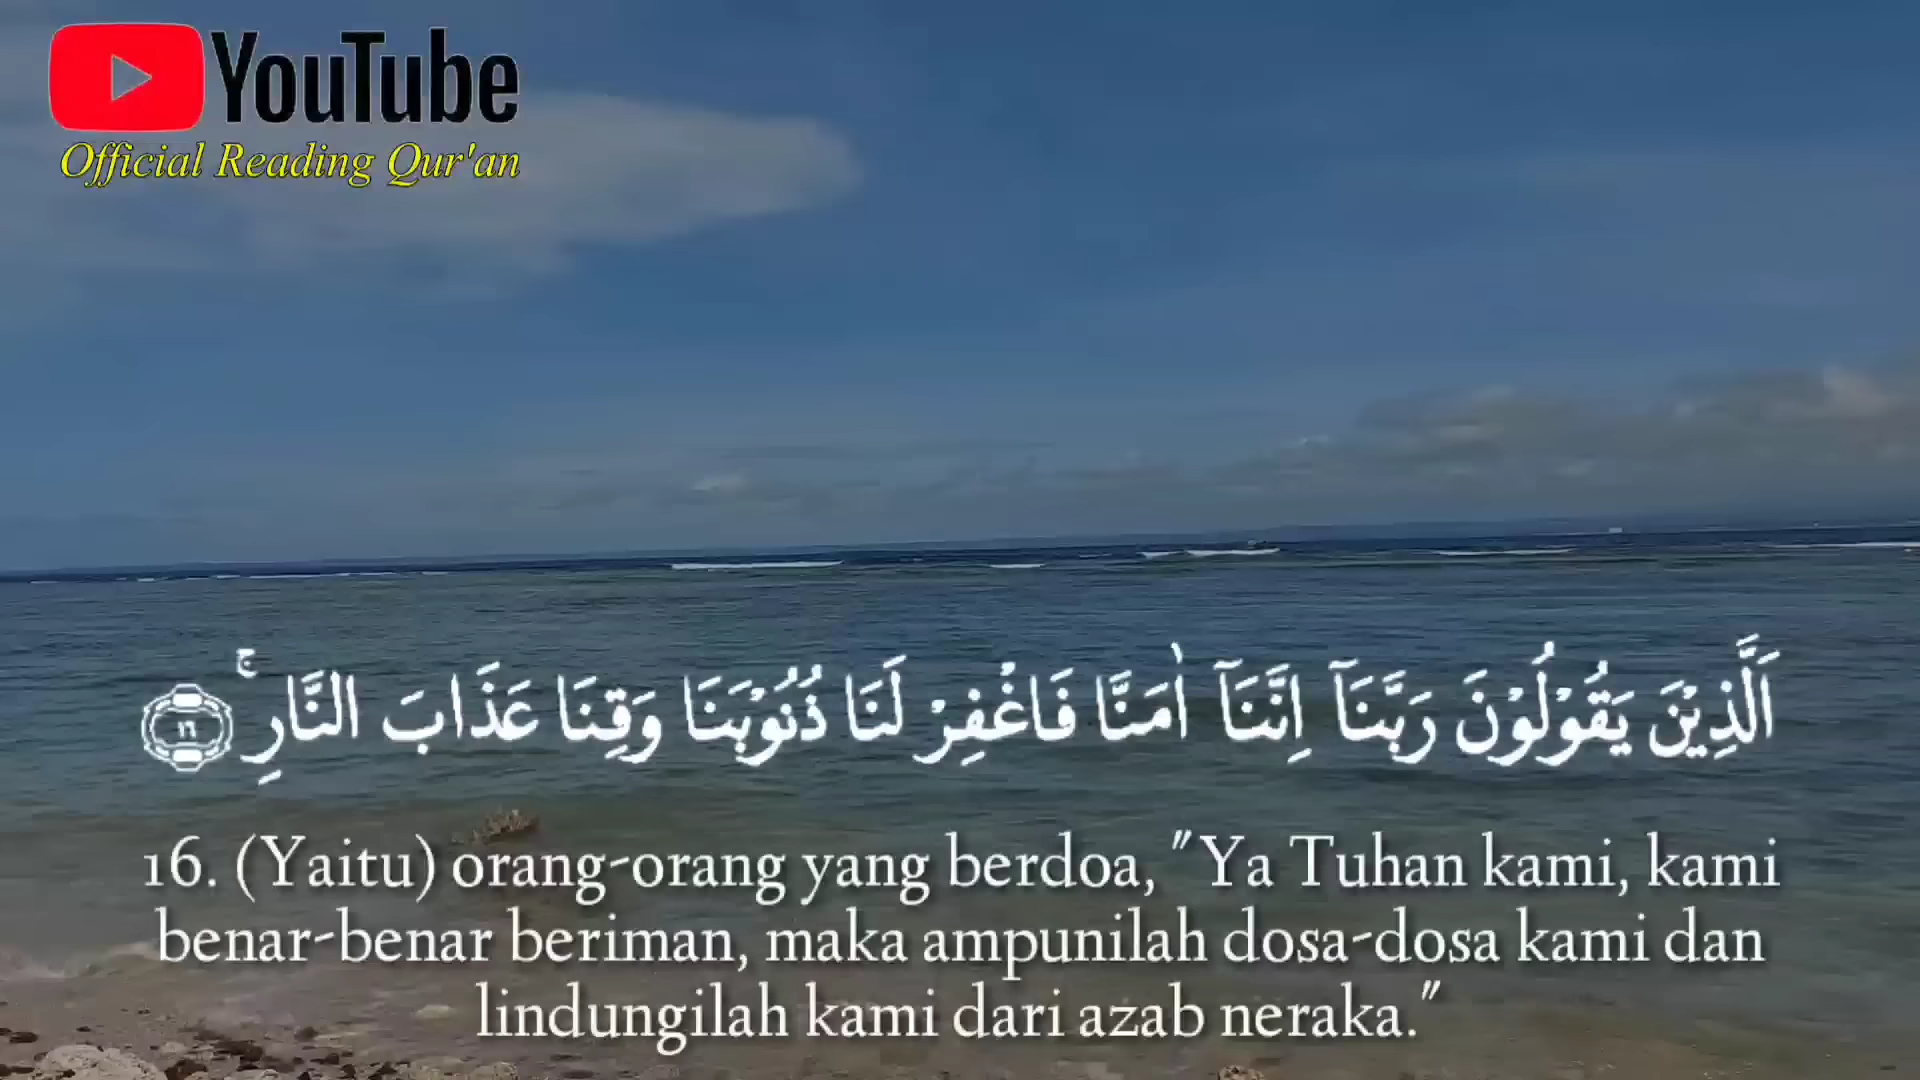 YouTube
Official Reading Qur'an
اَلَّذِيْنَ يَقُوْلُوْنَ رَبَّنَآ اِنَّنَآ اٰمَنَّا فَاغْفِرْ لَنَا ذُنُوْبَنَا وَقِنَا عَذَابَ النَّارِۚ ١٦
16. (Yaitu) orang-orang yang berdoa, "Ya Tuhan kami, kami
benar-benar beriman, maka ampunilah dosa-dosa kami dan
lindungilah kami dari azab neraka."